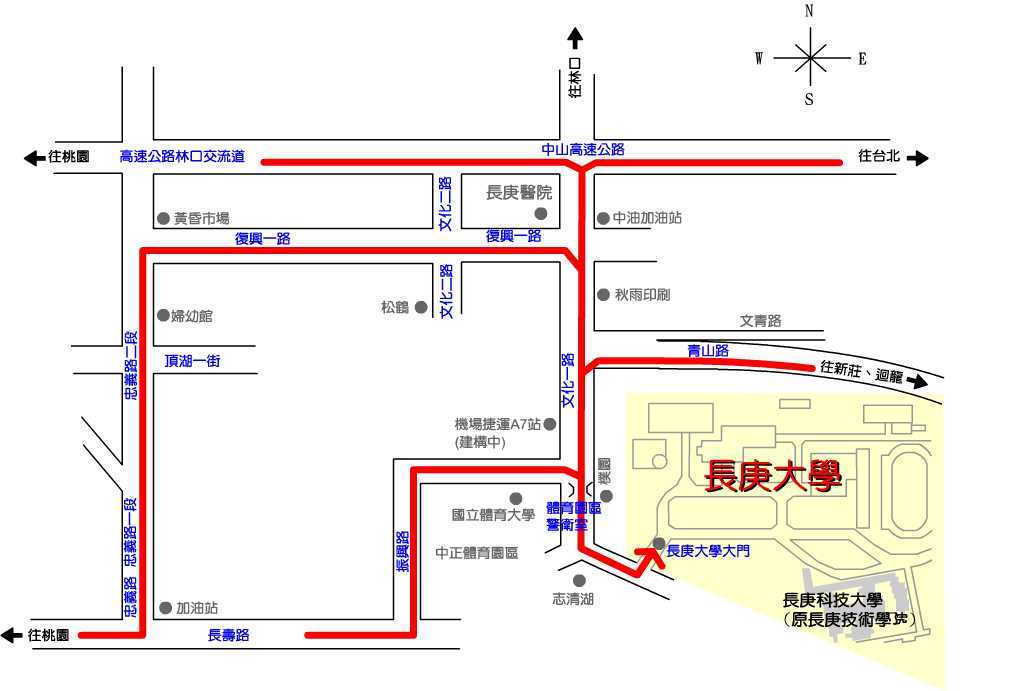 N
W
E
S
往林口
往桃園
高速公路林口交流道
中山高速公路
往台北
文化二路
長庚醫院
黃昏市場
中油加油站
復興一路
復興一路
文化二路
松鶴
秋雨印刷
婦幼館
文青路
忠義路二段
頂湖一街
文化一路
青山路
往新莊、迴龍
機場捷運A7站
(建構中)
樸園
長庚大學
國立體育大學
體育園區
警衛室
忠義路一段
振興路
中正體育園區
長庚大學大門
忠義路
加油站
志清湖
長庚科技大學
(原長庚技術學院)
往桃園
長壽路